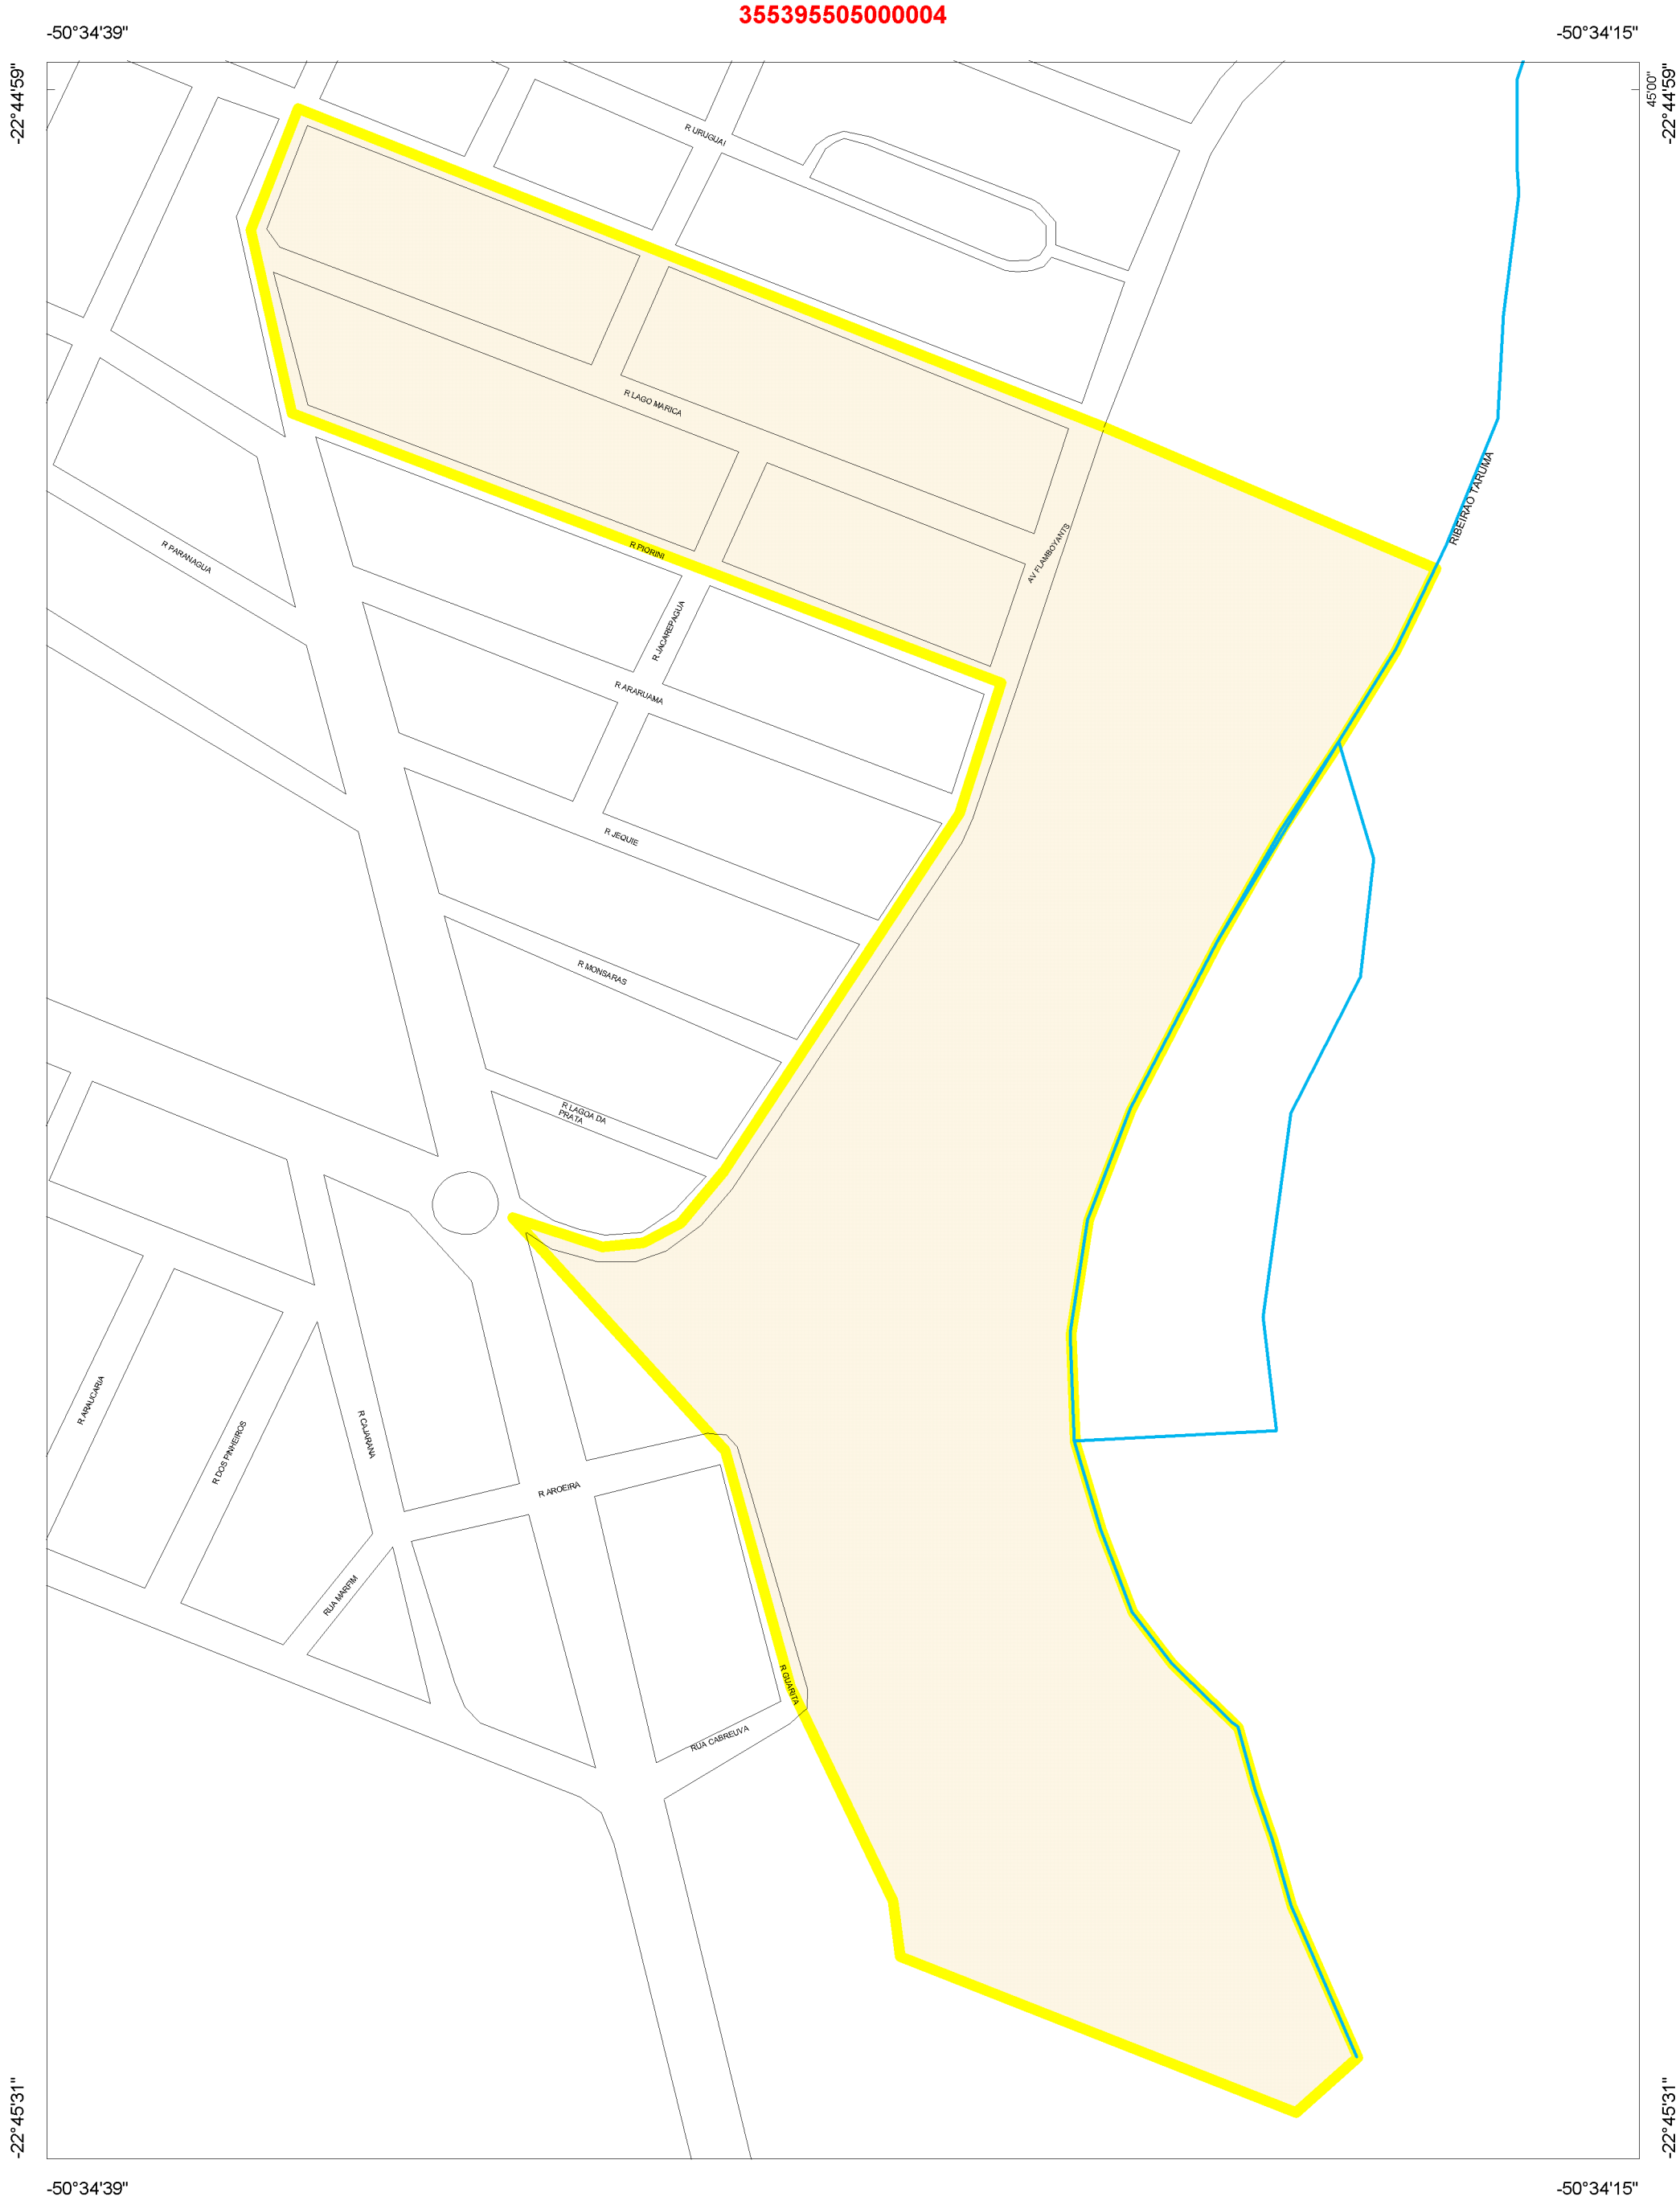 355395505000004
-50°34'39"
-50°34'15"
-22°44'59"
45'00"
-22°44'59"
R URUGUAI
R LAGO MARICA
RIBEIRAO TARUMA
AV FLAMBOYANTS
R PIORINI
R PARANAGUA
R JACAREPAGUA
R ARARUAMA
R JEQUIE
R MONSARAS
R LAGOA DA
PRATA
R ARAUCARIA
R DOS PINHEIROS
R CAJARANA
R AROEIRA
RUA MARFIM
R GUARITA
RUA CABREUVA
-22°45'31"
-22°45'31"
-50°34'39"
-50°34'15"